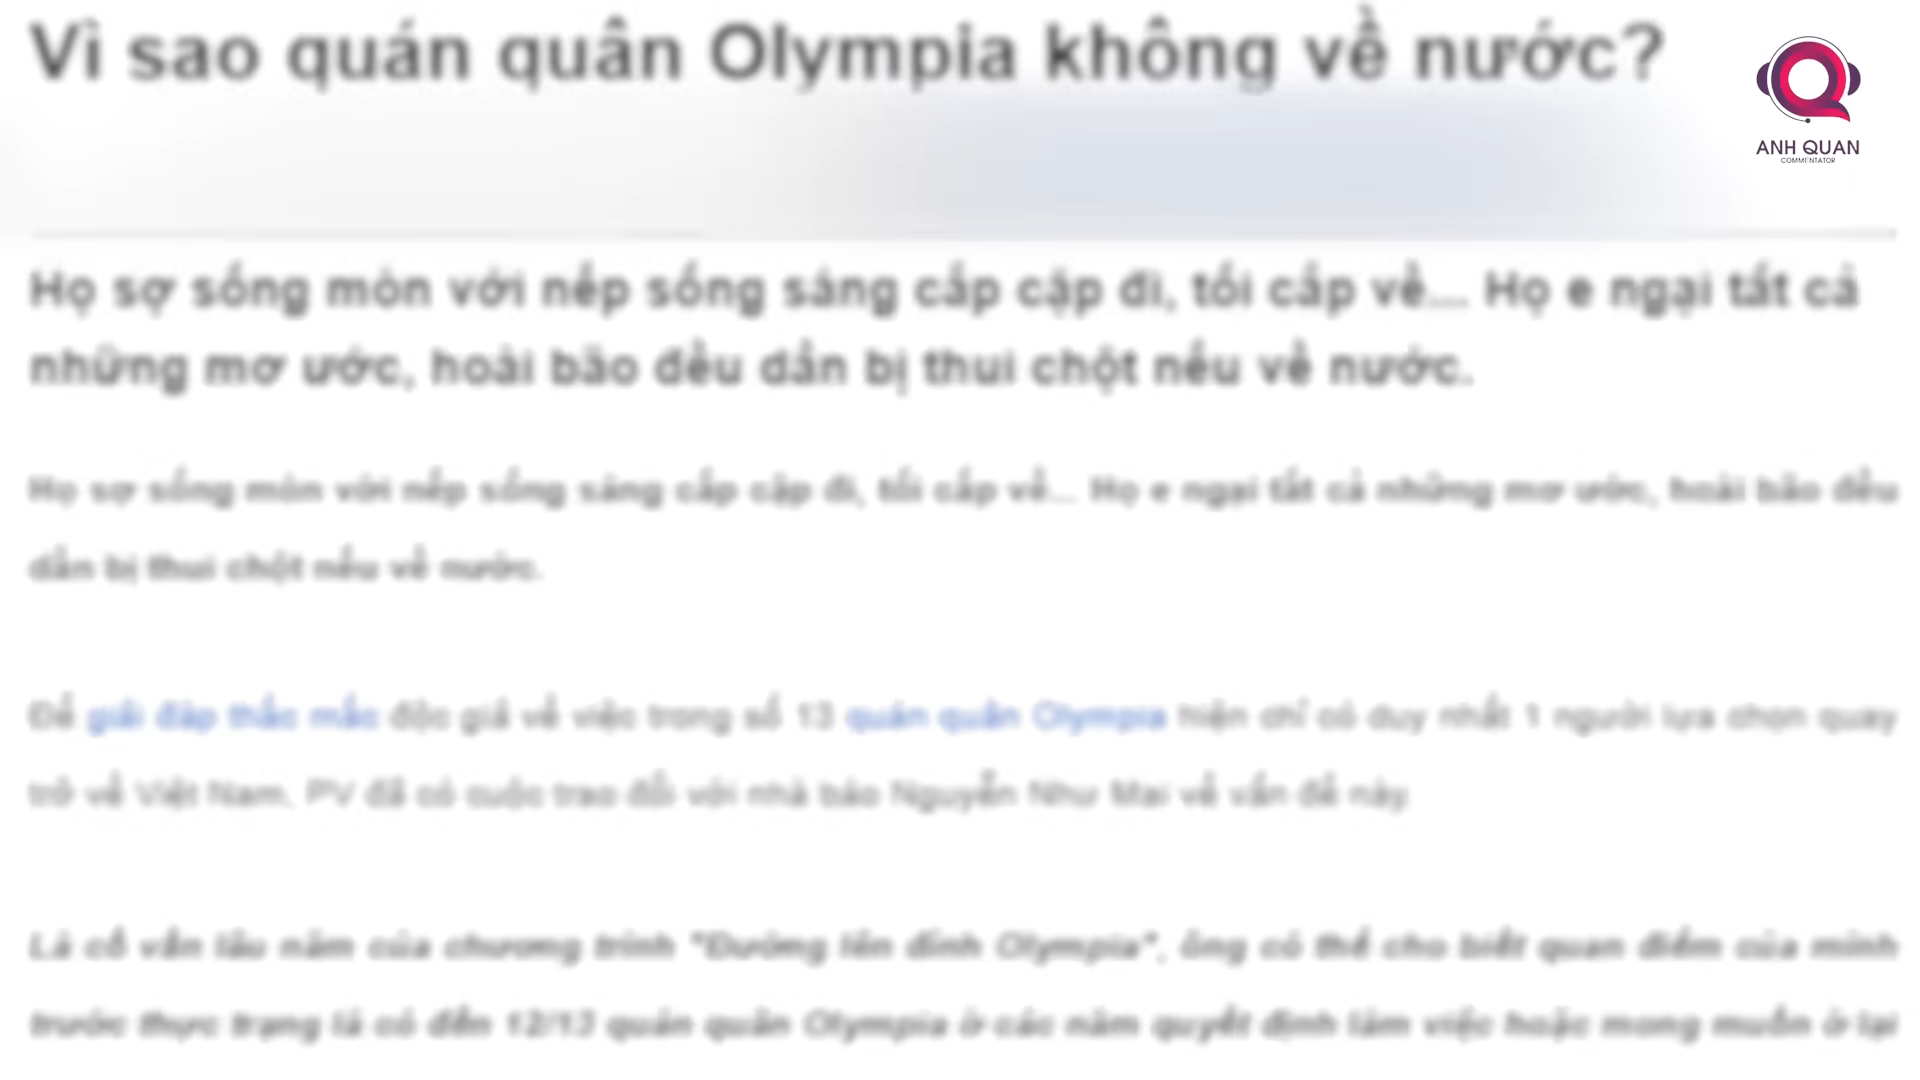 Vì sao quán quân Olympia không về nước?
ANH QUAN
COMMENTATOR
Họ sợ sống mòn với nếp sống sáng cắp cặp đi, tối cắp về... Họ e ngại tất cả
những mơ ước, hoài bão đều dần bị thui chột nếu về nước.
Họ sợ sống mòn với nếp sống sáng cắp cặp đi, tối cắp về... Họ e ngại tất cả những mơ ước, hoài bão đều
dần bị thui chột nếu về nước.
Để giải đáp thắc mắc độc giả về việc trong số 13 quán quân Olympia hiện chỉ có duy nhất 1 người lựa chọn quay
trở về Việt Nam, PV đã có cuộc trao đổi với nhà báo Nguyễn Như Mai về vấn đề này.
Là cố vấn lâu năm của chương trình "Đường lên đỉnh Olympia", ông có thể cho biết quan điểm của mình
trước thực trạng là có đến 12/13 quán quân Olympia ở các năm quyết định làm việc hoặc mong muốn ở lại